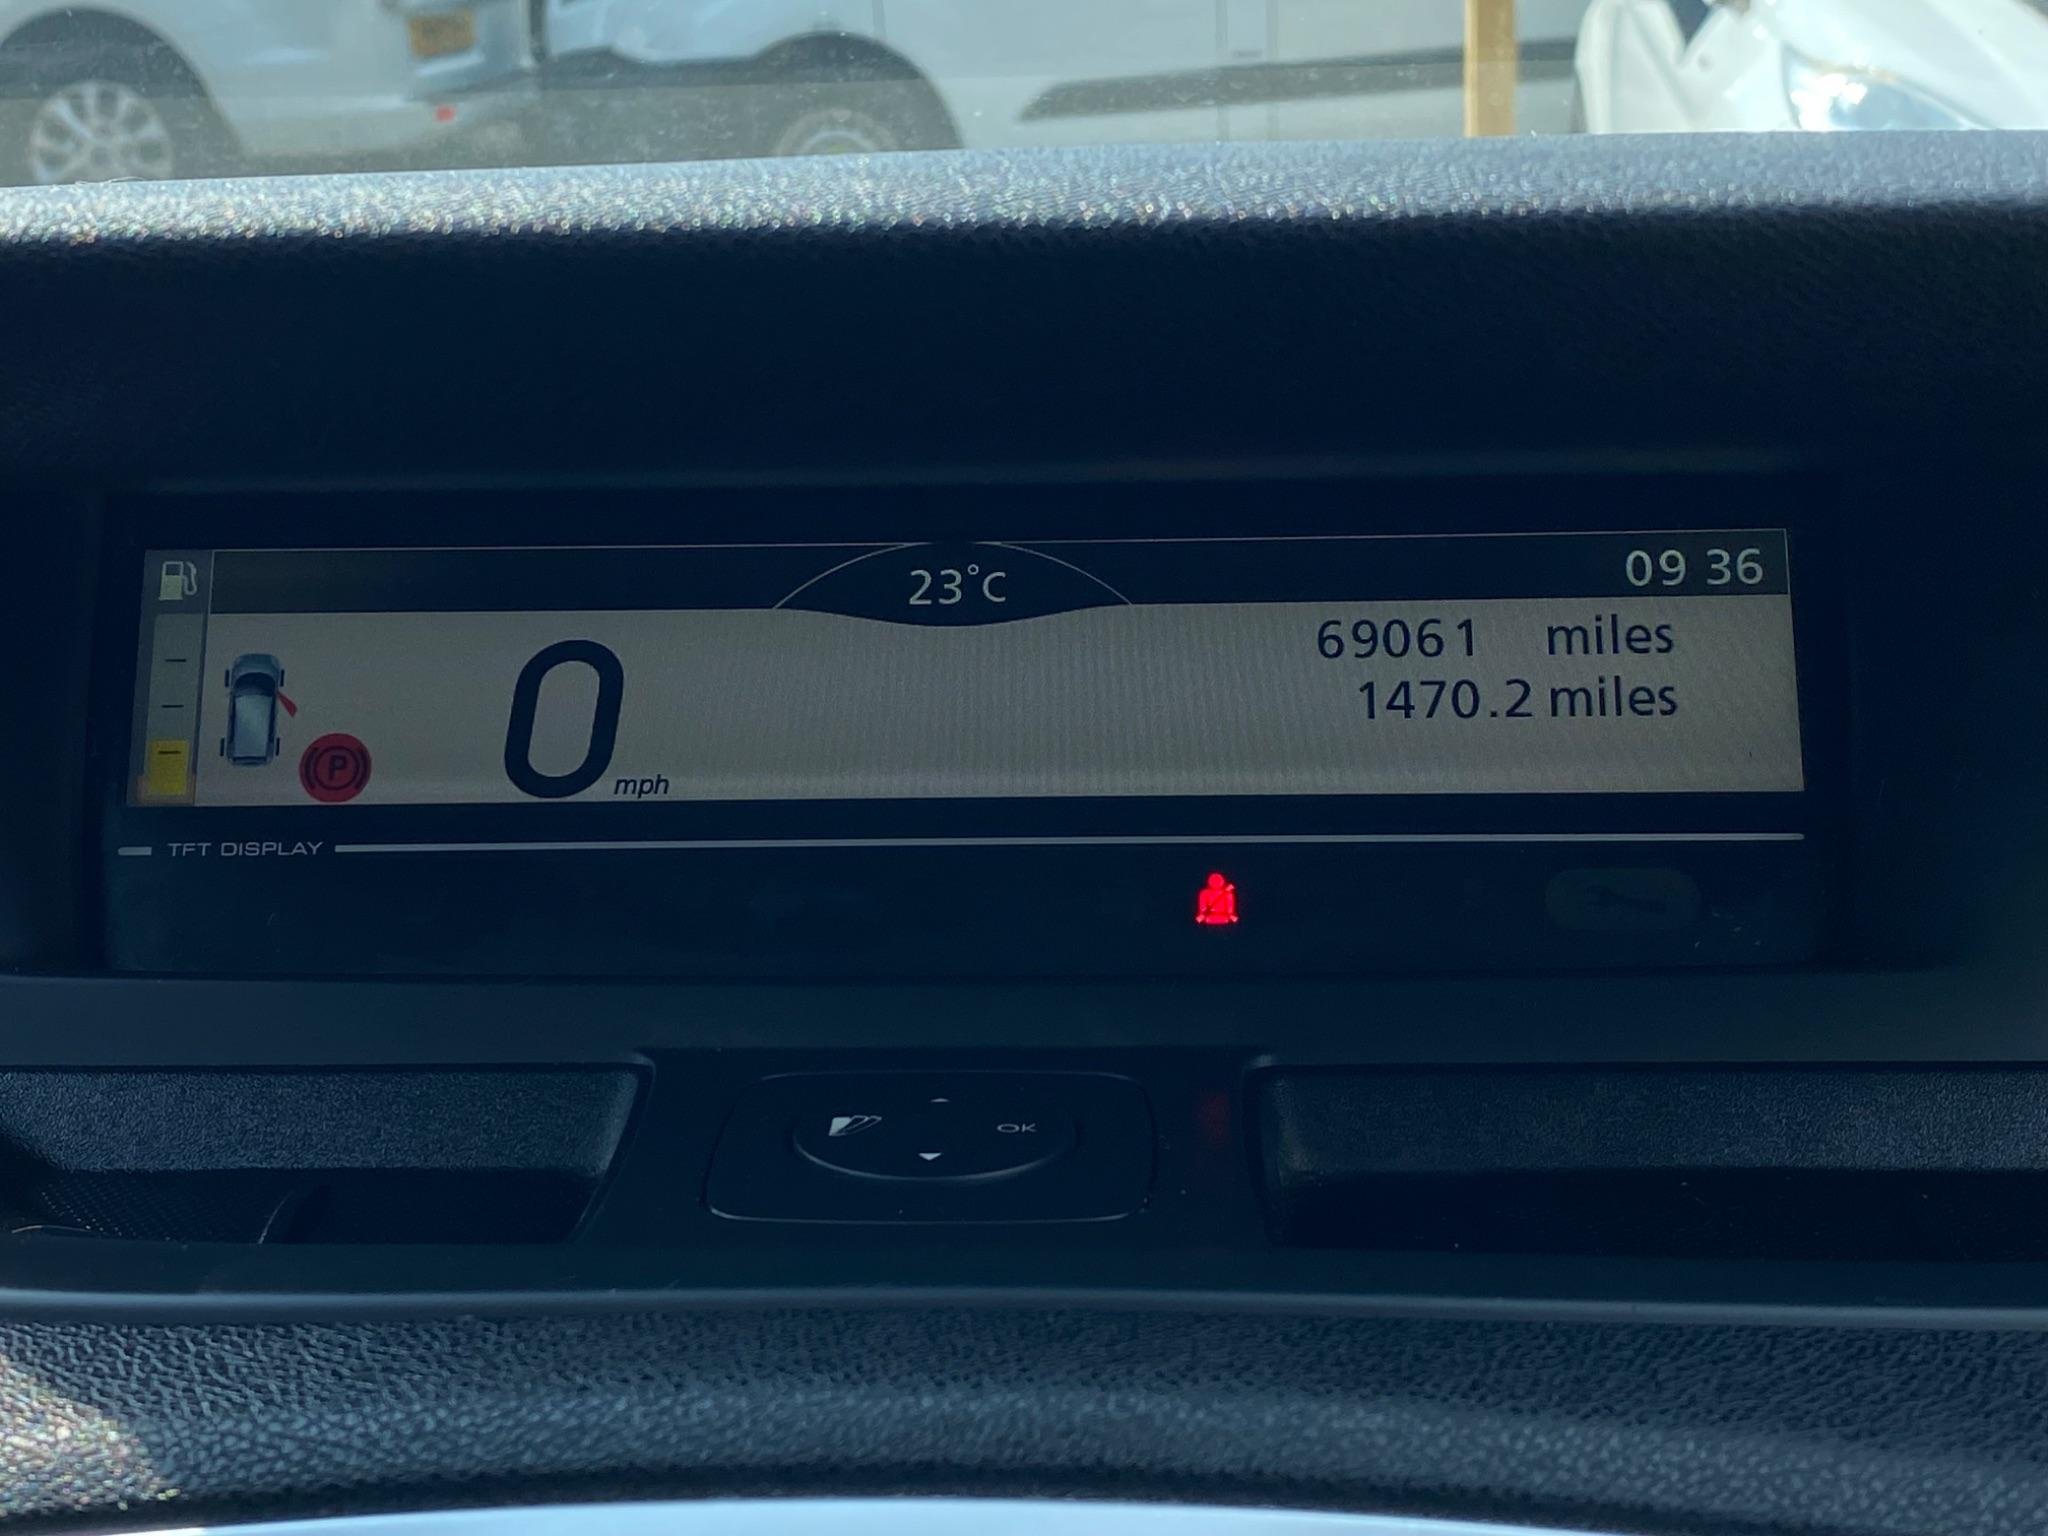 23°C
09 36
69061 miles
1470.2 miles
P
0 mph
TFT DISPLAY
OK